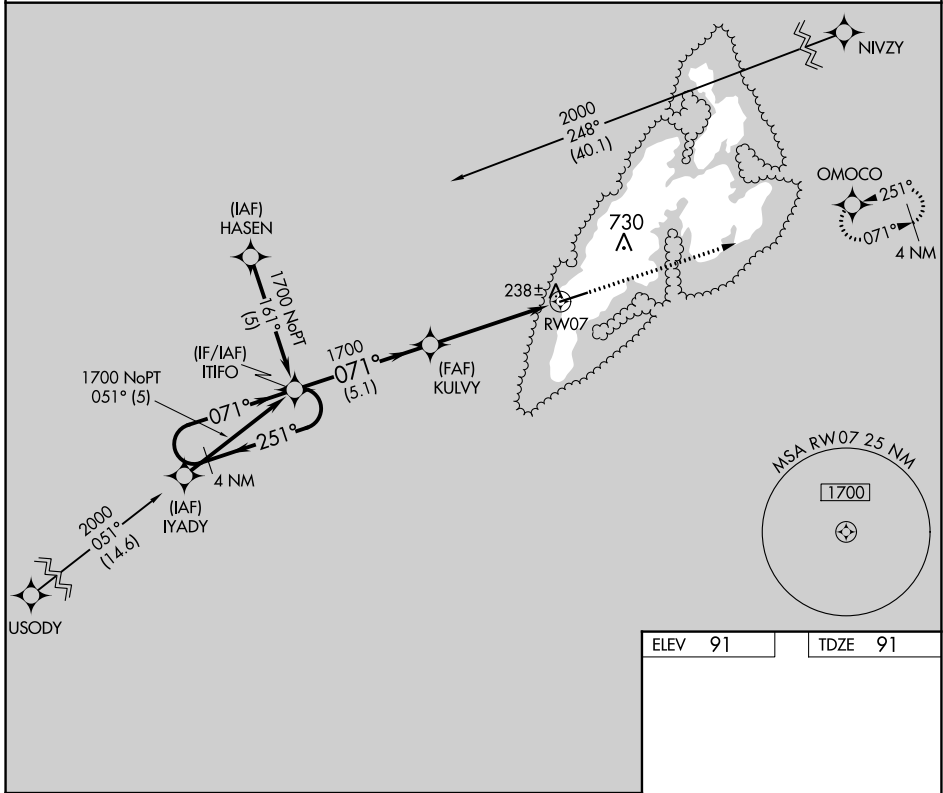 NIVZY
2000
248°
(40.1)
OMOCO
251°
071°
4 NM
(IAF)
HASEN
730
1700 NoPT
161°
(5)
238±
RW07
(IF/IAF)
ITIFO
1700
071°
(5.1)
(FAF)
KULVY
1700 NoPT
051° (5)
071°
251°
4 NM
(IAF)
IYADY
MSA RW07 25 NM
1700
2000
051°
(14.6)
USODY
ELEV 91
TDZE 91